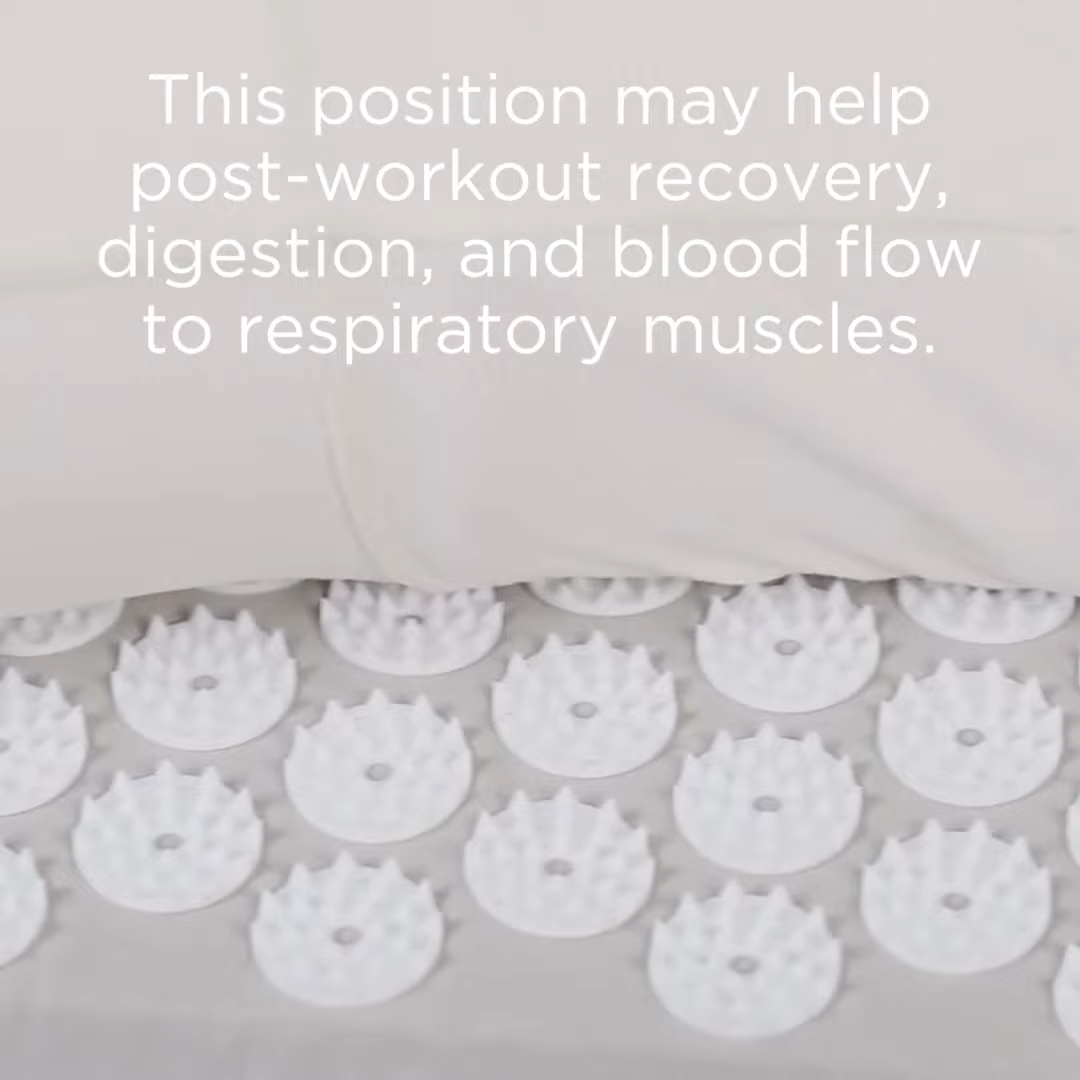 This position may help
post-workout recovery,
digestion, and blood flow
to respiratory muscles.